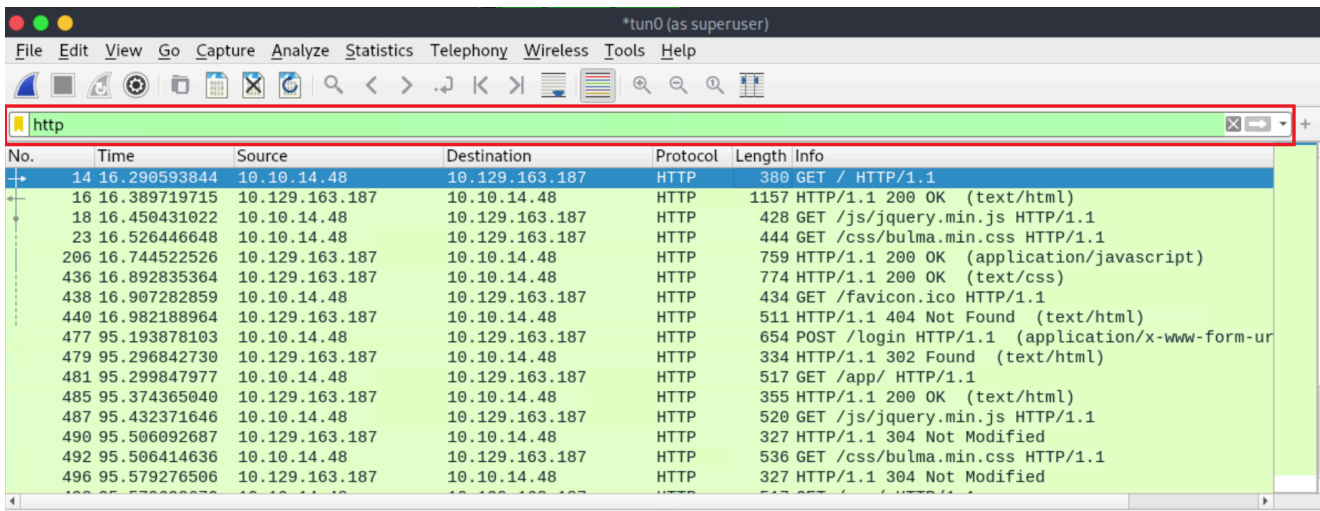 *tun0 (as superuser)
File Edit View Go Capture Analyze Statistics Telephony Wireless Tools Help
http
No. Time Source Destination Protocol Length Info
14 16.290593844 10.10.14.48 10.129.163.187 HTTP 380 GET / HTTP/1.1
16 16.389719715 10.129.163.187 10.10.14.48 HTTP 1157 HTTP/1.1 200 OK (text/html)
18 16.450431022 10.10.14.48 10.129.163.187 HTTP 428 GET /js/jquery.min.js HTTP/1.1
23 16.526446648 10.10.14.48 10.129.163.187 HTTP 444 GET /css/bulma.min.css HTTP/1.1
206 16.744522526 10.129.163.187 10.10.14.48 HTTP 759 HTTP/1.1 200 OK (application/javascript)
436 16.892835364 10.129.163.187 10.10.14.48 HTTP 774 HTTP/1.1 200 OK (text/css)
438 16.907282859 10.10.14.48 10.129.163.187 HTTP 434 GET /favicon.ico HTTP/1.1
440 16.982188964 10.129.163.187 10.10.14.48 HTTP 511 HTTP/1.1 404 Not Found (text/html)
477 95.193878103 10.10.14.48 10.129.163.187 HTTP 654 POST /login HTTP/1.1 (application/x-www-form-ur
479 95.296842730 10.129.163.187 10.10.14.48 HTTP 334 HTTP/1.1 302 Found (text/html)
481 95.299847977 10.10.14.48 10.129.163.187 HTTP 517 GET /app/ HTTP/1.1
485 95.374365040 10.129.163.187 10.10.14.48 HTTP 355 HTTP/1.1 200 OK (text/html)
487 95.432371646 10.10.14.48 10.129.163.187 HTTP 520 GET /js/jquery.min.js HTTP/1.1
490 95.506092687 10.129.163.187 10.10.14.48 HTTP 327 HTTP/1.1 304 Not Modified
492 95.506414636 10.10.14.48 10.129.163.187 HTTP 536 GET /css/bulma.min.css HTTP/1.1
496 95.579276506 10.129.163.187 10.10.14.48 HTTP 327 HTTP/1.1 304 Not Modified